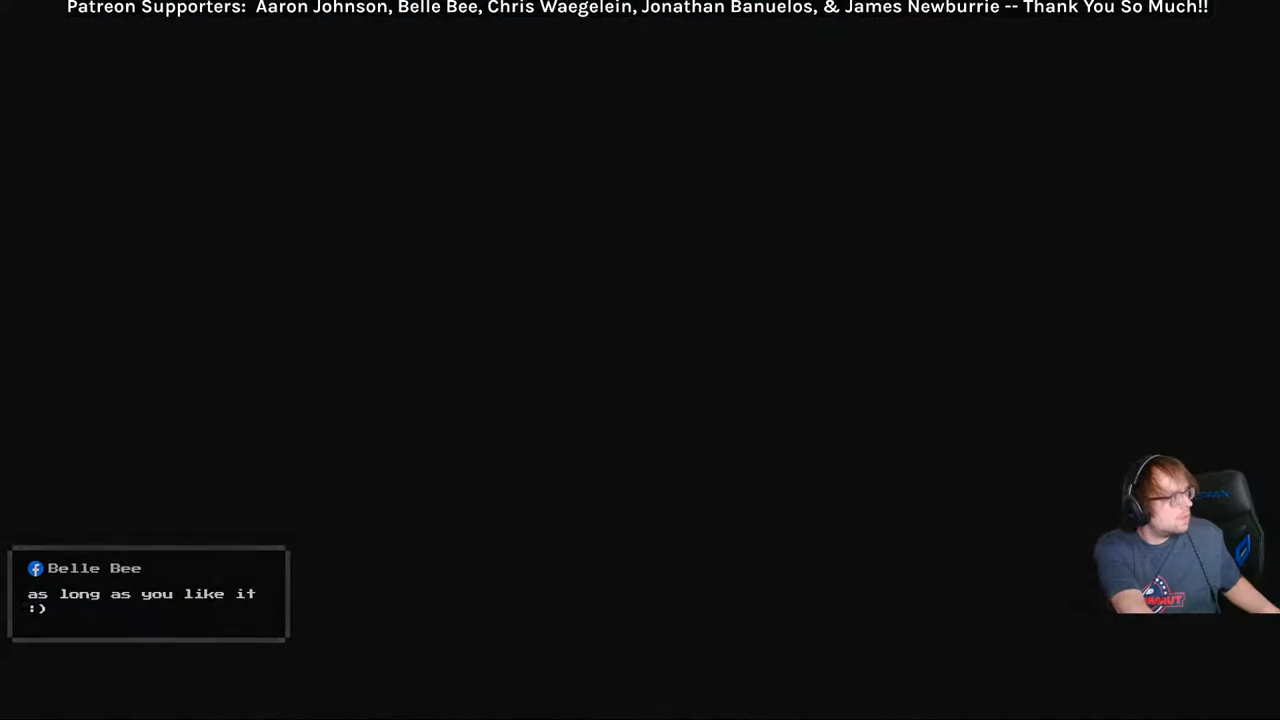 Patreon Supporters:  Aaron Johnson, Belle Bee, Chris Waegelein, Jonathan Banuelos, & James Newburrie -- Thank You So Much!!
Belle Bee
as long as you like it
:)